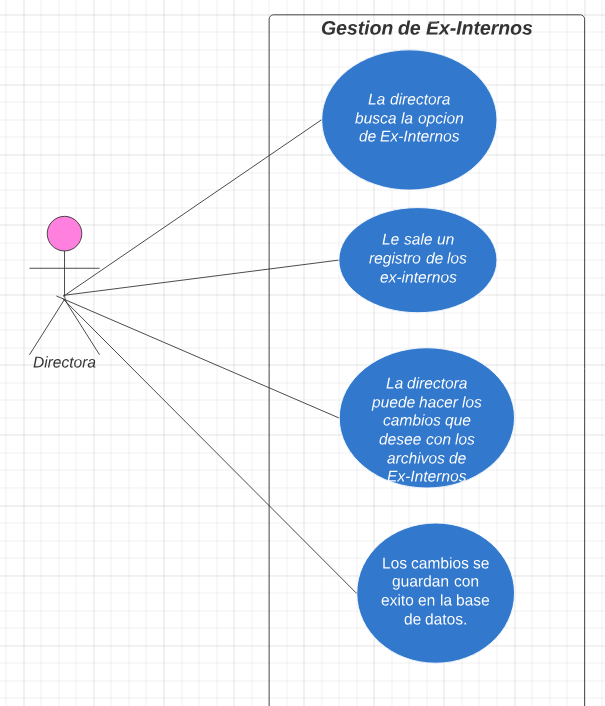 Gestion de Ex-Internos
La directora
busca la opcion
de Ex-Internos
Le sale un
registro de los
ex-internos
Directora
La directora
puede hacer los
cambios que
desee con los
archivos de
Ex-Internos
Los cambios se
guardan con
exito en la base
de datos.